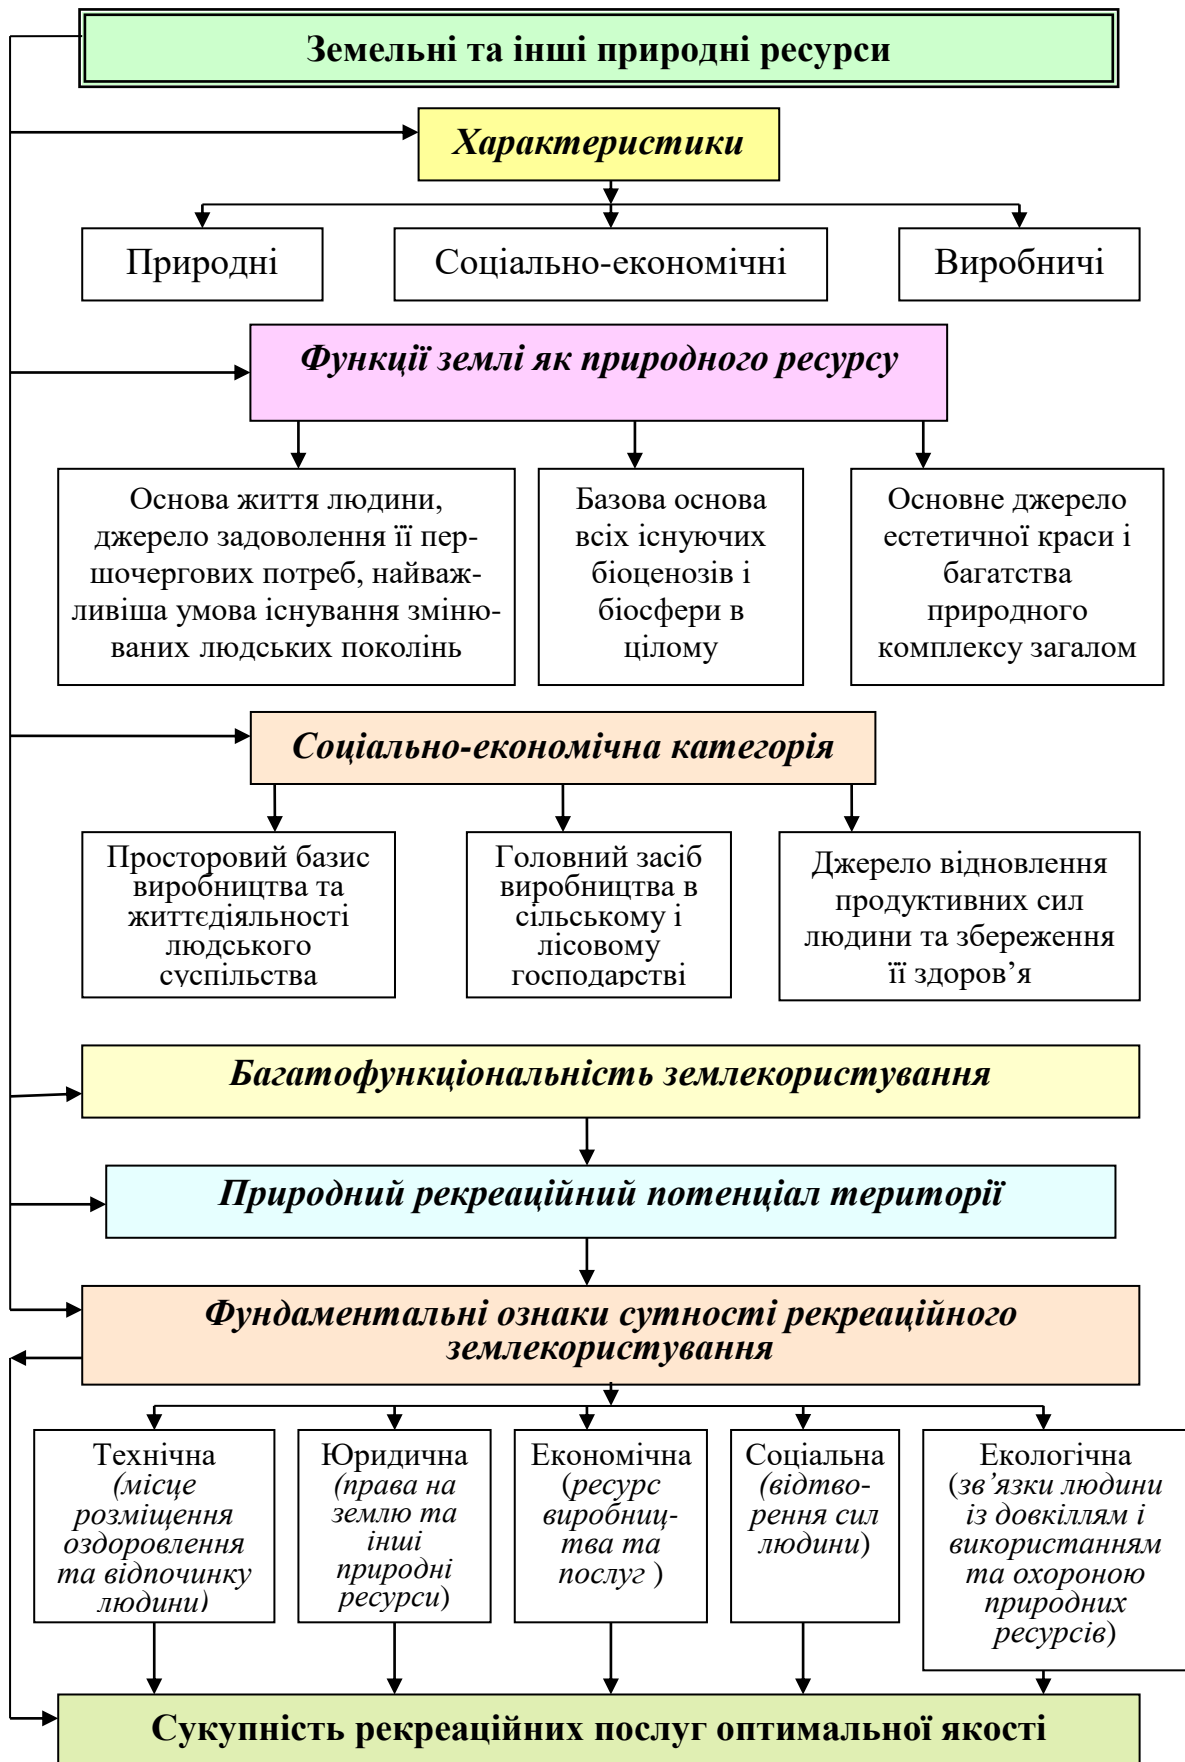 Земельні та інші природні ресурси
Характеристики
Природні
Соціально-економічні
Виробничі
Функції землі як природного ресурсу
Основа життя людини,
джерело задоволення її пер-
шочергових потреб, найваж-
ливіша умова існування зміню-
ваних людських поколінь
Базова основа
всіх існуючих
біоценозів і
біосфери в
цілому
Основне джерело
естетичної краси і
багатства
природного
комплексу загалом
Соціально-економічна категорія
Просторовий базис
виробництва та
життєдіяльності
людського
суспільства
Головний засіб
виробництва в
сільському і
лісовому
господарстві
Джерело відновлення
продуктивних сил
людини та збереження
її здоров’я
Багатофункціональність землекористування
Природний рекреаційний потенціал території
Фундаментальні ознаки сутності рекреаційного
землекористування
Технічна
(місце
розміщення
оздоровлення
та відпочинку
людини)
Юридична
(права на
землю та
інші
природні
ресурси)
Економічна
(ресурс
виробниц-
тва та
послуг )
Соціальна
(відтво-
рення сил
людини)
Екологічна
(зв’язки людини
із довкіллям і
використанням
та охороною
природних
ресурсів)
Сукупність рекреаційних послуг оптимальної якості